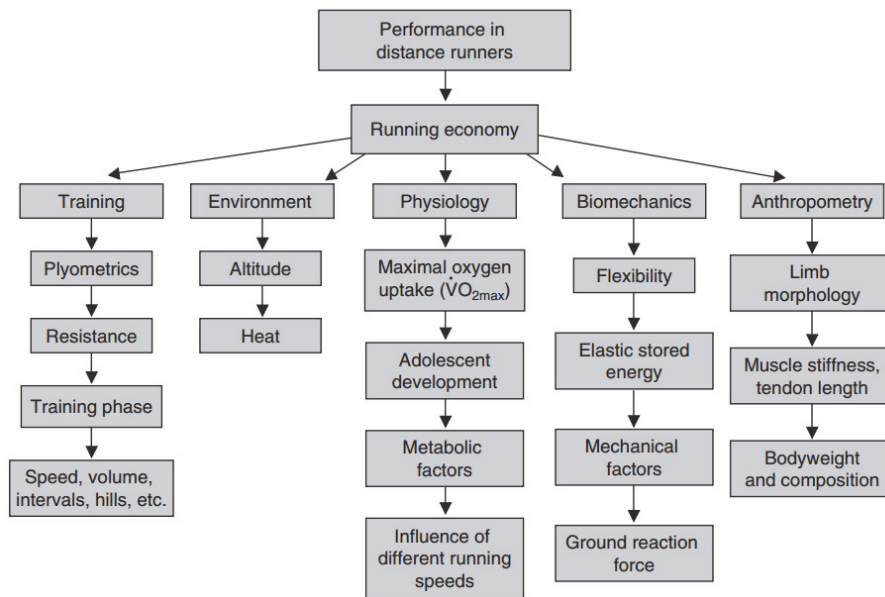 Performance in
distance runners
Running economy
Training
Environment
Physiology
Biomechanics
Anthropometry
Plyometrics
Altitude
Maximal oxygen
uptake (V̇O₂max)
Flexibility
Limb
morphology
Resistance
Heat
Adolescent
development
Elastic stored
energy
Muscle stiffness,
tendon length
Training phase
Metabolic
factors
Mechanical
factors
Bodyweight
and composition
Speed, volume,
intervals, hills, etc.
Influence of
different running
speeds
Ground reaction
force